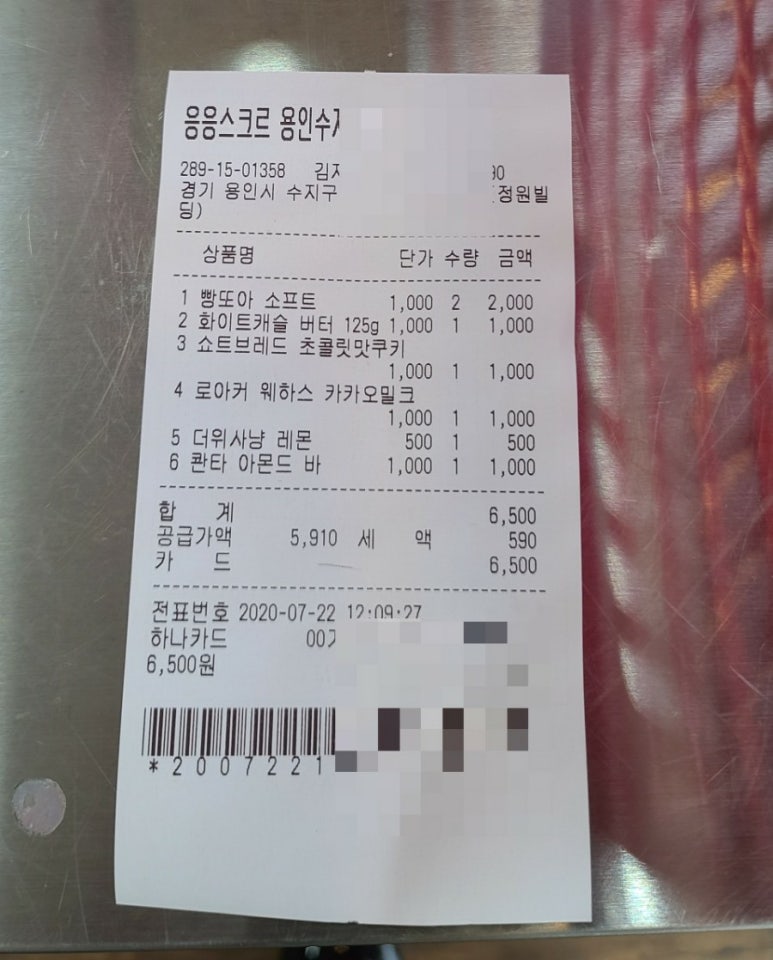 응응스크르 용인수
289-15-01358
경기 용인시 수지구 정원빌
딩)
상품명 단가 수량 금액
1 빵또아 소프트 1,000 2 2,000
2 화이트캐슬 버터 125g 1,000 1 1,000
3 쇼트브레드 초콜릿맛쿠키
1,000 1 1,000
4 로아커 웨하스 카카오밀크
1,000 1 1,000
5 더위사냥 레몬 500 1 500
6 콴타 아몬드 바 1,000 1 1,000
합 계 6,500
공급가액 5,910 세 액 590
카 드 6,500
전표번호 2020-07-22 12:09:27
하나카드
6,500원
*2007221